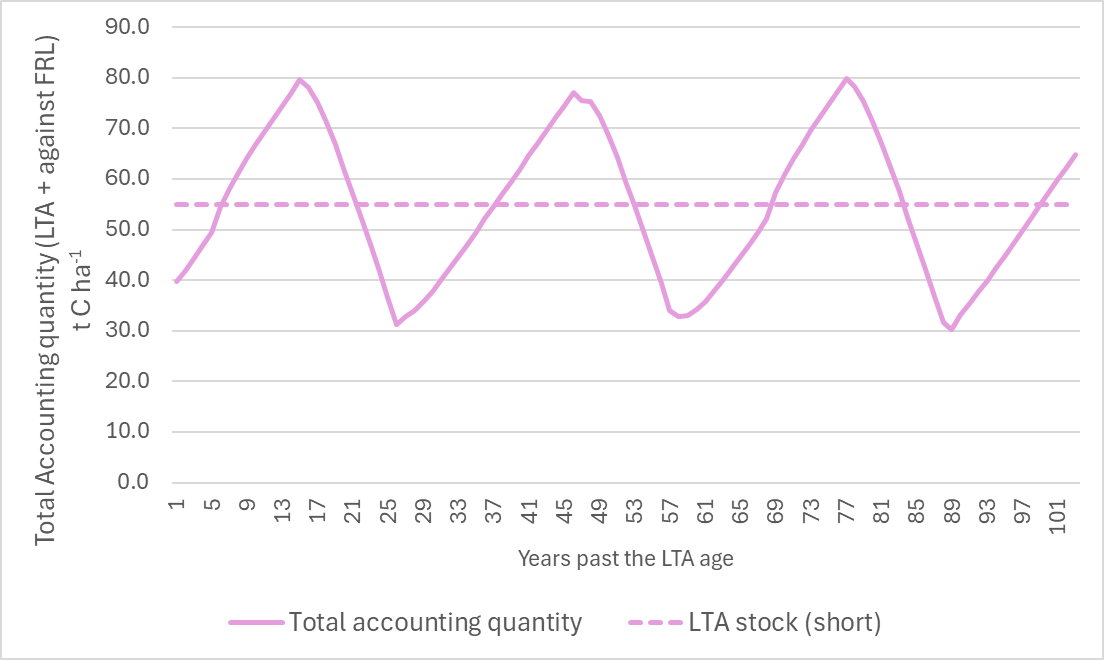 Total Accounting quantity (LTA + against FRL)
t C ha-1
90.0
80.0
70.0
60.0
50.0
40.0
30.0
20.0
10.0
0.0
1 5 9 13 17 21 25 29 33 37 41 45 49 53 57 61 65 69 73 77 81 85 89 93 97 101
Years past the LTA age
Total accounting quantity LTA stock (short)